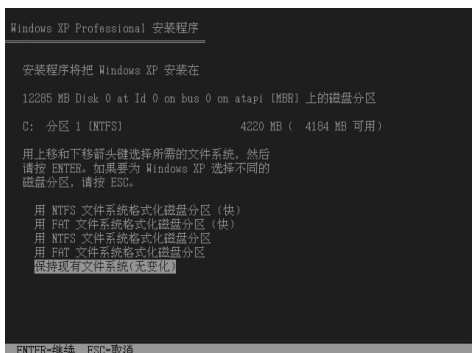 Windows XP Professional 安装程序
安装程序将把 Windows XP 安装在
12285 MB Disk 0 at Id 0 on bus 0 on atapi [MBR] 上的磁盘分区
C: 分区 1 [NTFS] 4220 MB ( 4184 MB 可用)
用上移和下移箭头键选择所需的文件系统，然后
请按 ENTER。如果要为 Windows XP 选择不同的
磁盘分区，请按 ESC。
用 NTFS 文件系统格式化磁盘分区(快)
用 FAT 文件系统格式化磁盘分区(快)
用 NTFS 文件系统格式化磁盘分区
用 FAT 文件系统格式化磁盘分区
保持现有文件系统(无变化)
ENTER=继续 ESC=取消